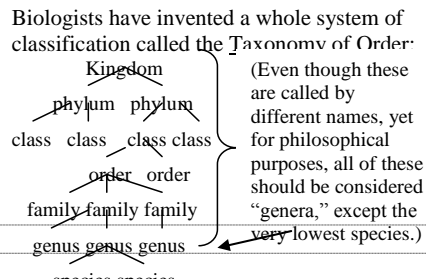 Biologists have invented a whole system of
classification called the Taxonomy of Order:
Kingdom
phylum phylum
class class class class
order order
family family family
genus genus genus
species species
(Even though these
are called by
different names, yet
for philosophical
purposes, all of these
should be considered
“genera,” except the
very lowest species.)